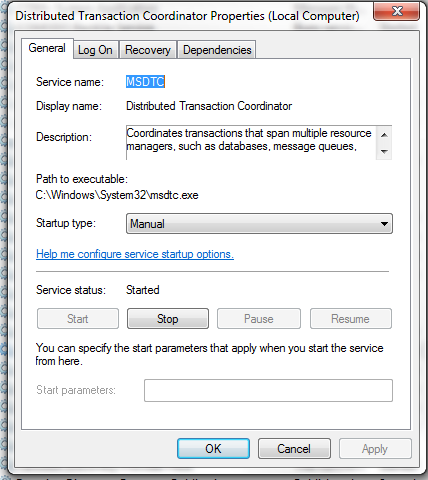 Distributed Transaction Coordinator Properties (Local Computer)
General Log On Recovery Dependencies
Service name: MSDTC
Display name: Distributed Transaction Coordinator
Description: Coordinates transactions that span multiple resource
managers, such as databases, message queues,
Path to executable:
C:\Windows\System32\msdtc.exe
Startup type: Manual
Help me configure service startup options.
Service status: Started
Start Stop Pause Resume
You can specify the start parameters that apply when you start the service
from here.
Start parameters:
OK Cancel Apply